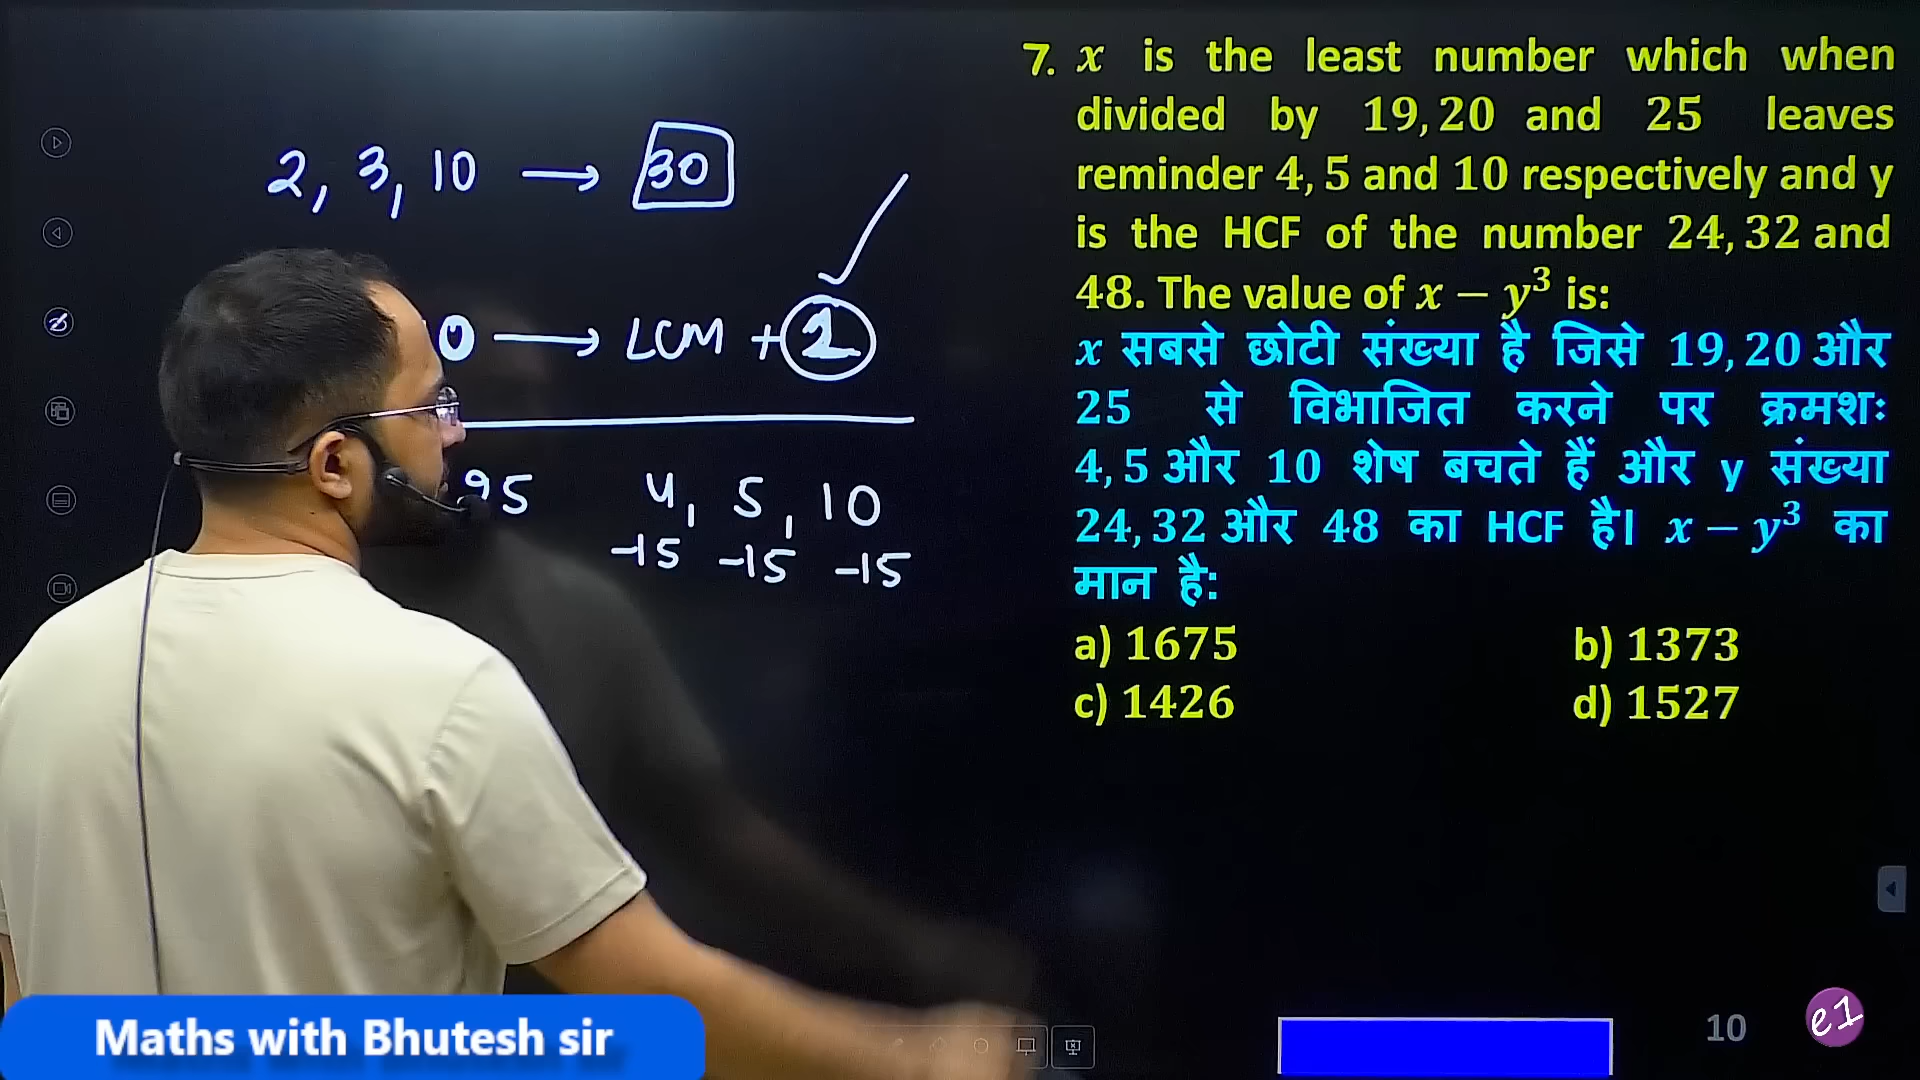 2, 3, 10 → 30
0 → LCM + 2
95 4, 5, 10
-15 -15 -15
7. x is the least number which when
divided by 19, 20 and 25 leaves
reminder 4, 5 and 10 respectively and y
is the HCF of the number 24, 32 and
48. The value of x − y³ is:
x सबसे छोटी संख्या है जिसे 19, 20 और
25 से विभाजित करने पर क्रमशः
4, 5 और 10 शेष बचते हैं और y संख्या
24, 32 और 48 का HCF है। x − y³ का
मान है:
a) 1675 b) 1373
c) 1426 d) 1527
Maths with Bhutesh sir
10 e1